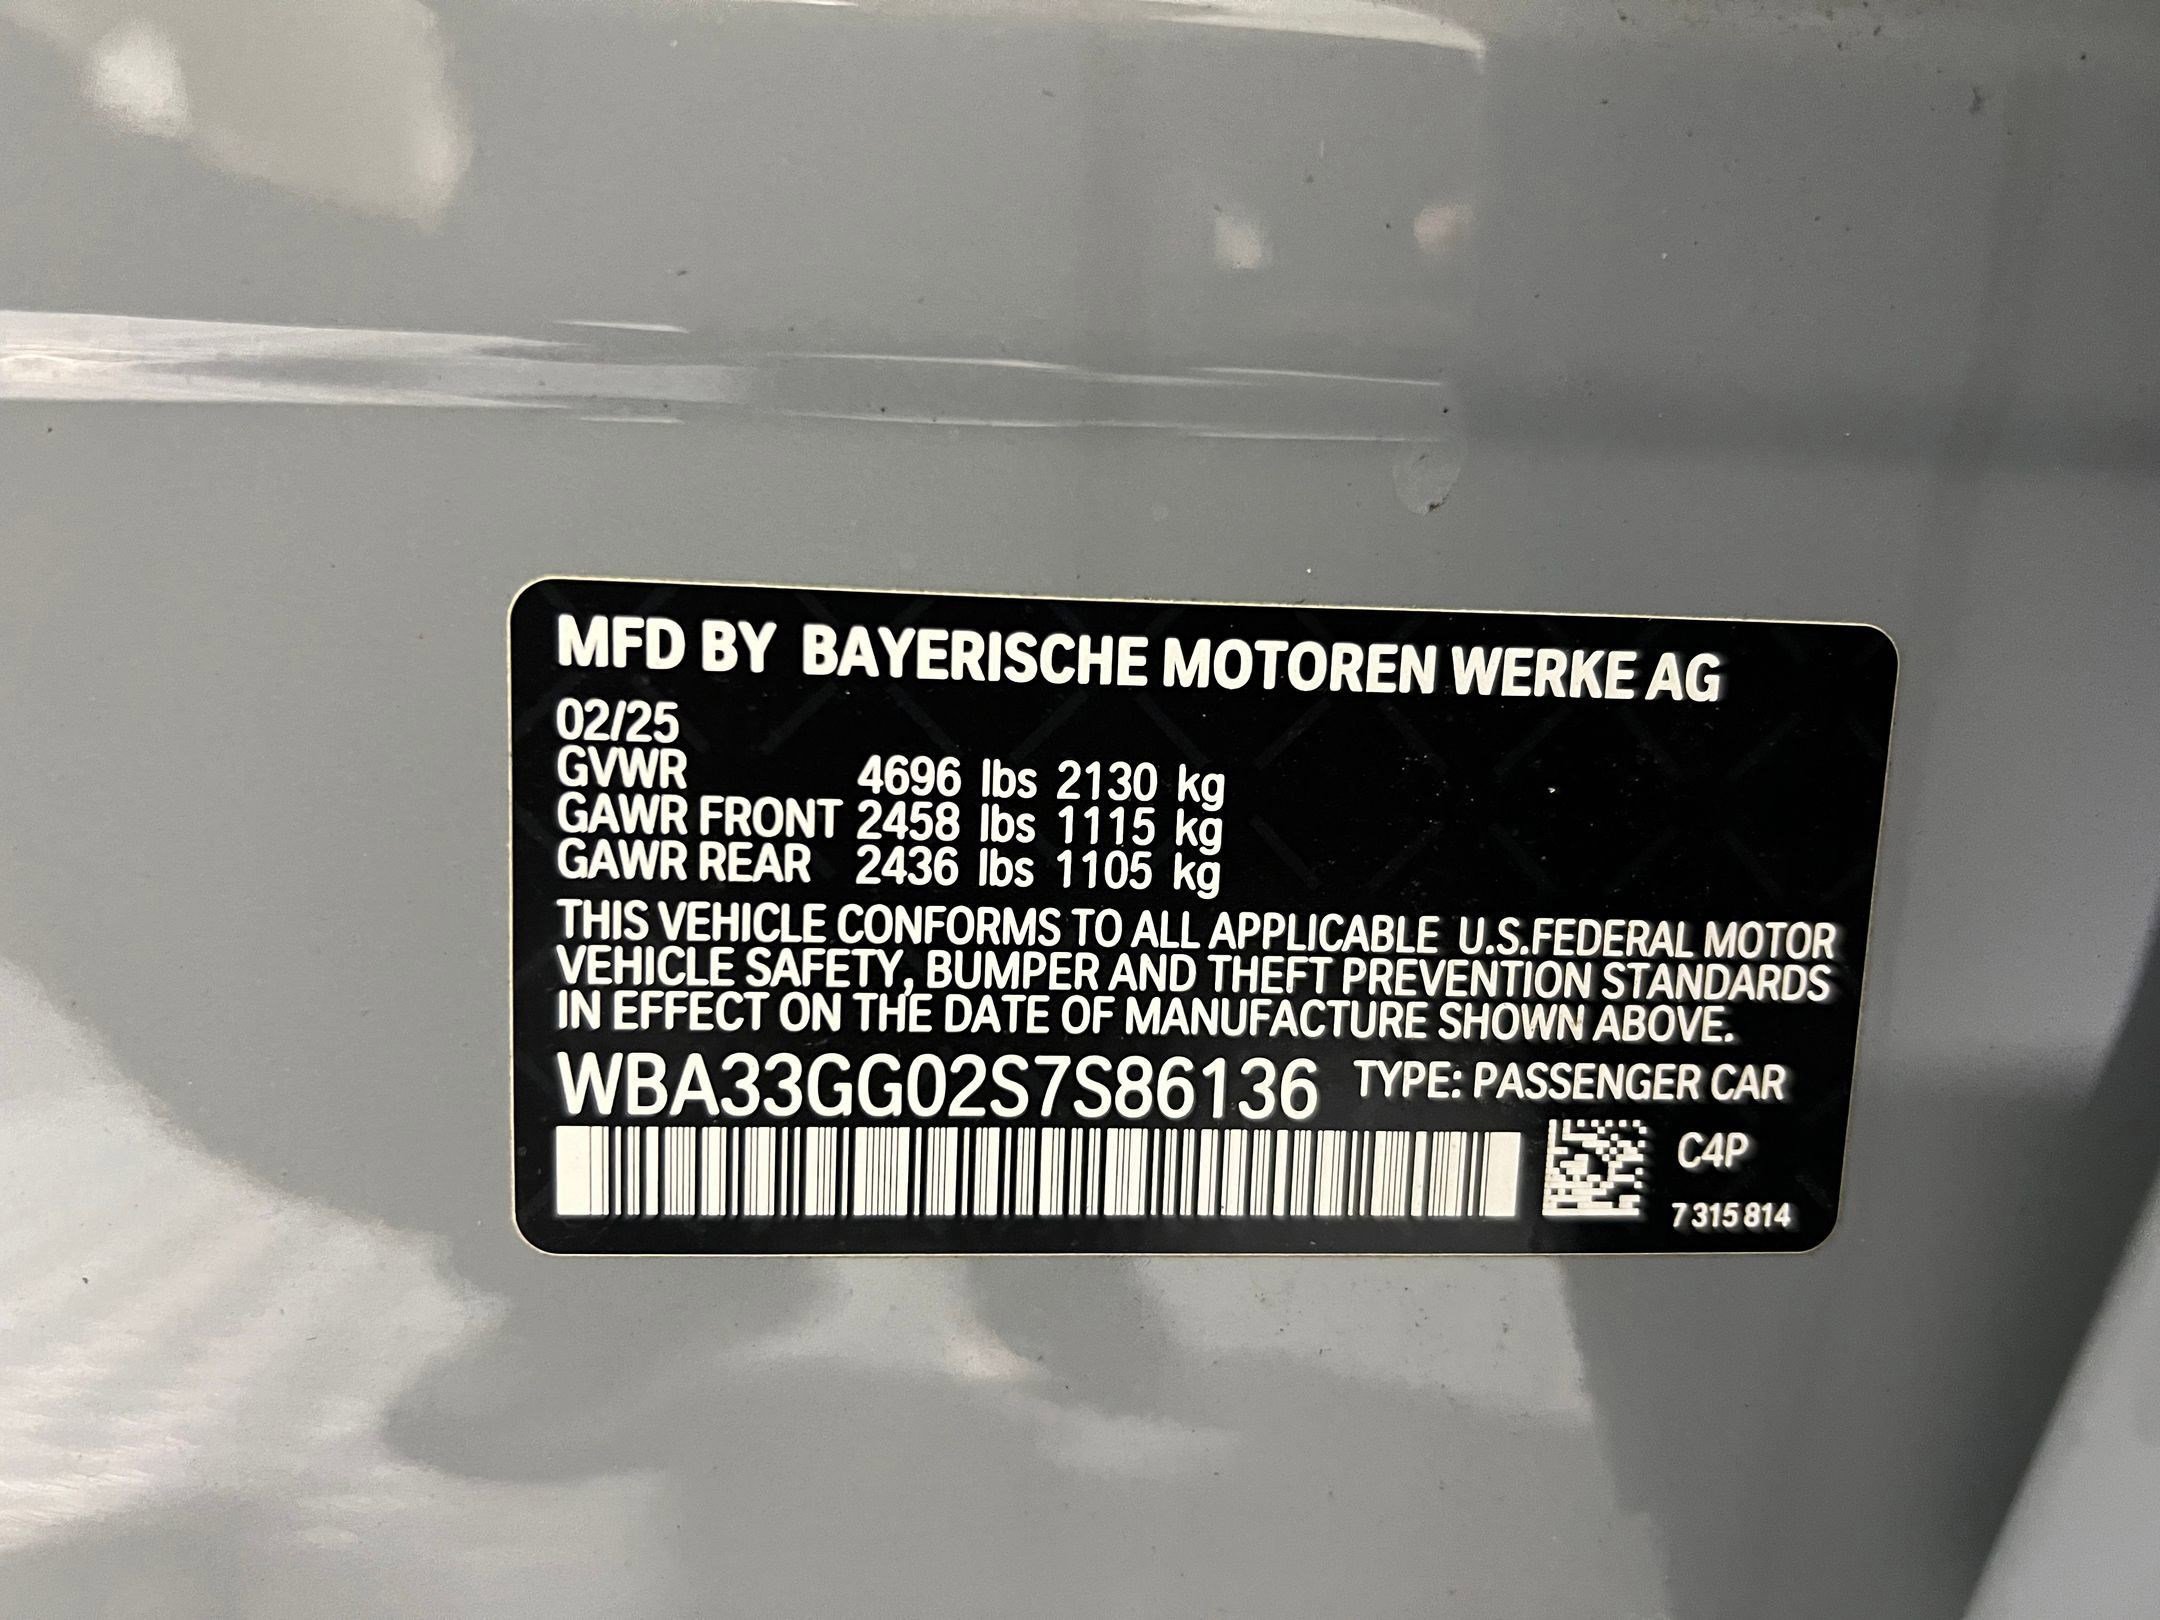 MFD BY BAYERISCHE MOTOREN WERKE AG
02/25
GVWR 4696 lbs 2130 kg
GAWR FRONT 2458 lbs 1115 kg
GAWR REAR 2436 lbs 1105 kg
THIS VEHICLE CONFORMS TO ALL APPLICABLE U.S.FEDERAL MOTOR
VEHICLE SAFETY, BUMPER AND THEFT PREVENTION STANDARDS
IN EFFECT ON THE DATE OF MANUFACTURE SHOWN ABOVE.
WBA33GG02S7S86136 TYPE: PASSENGER CAR
C4P
7 315 814